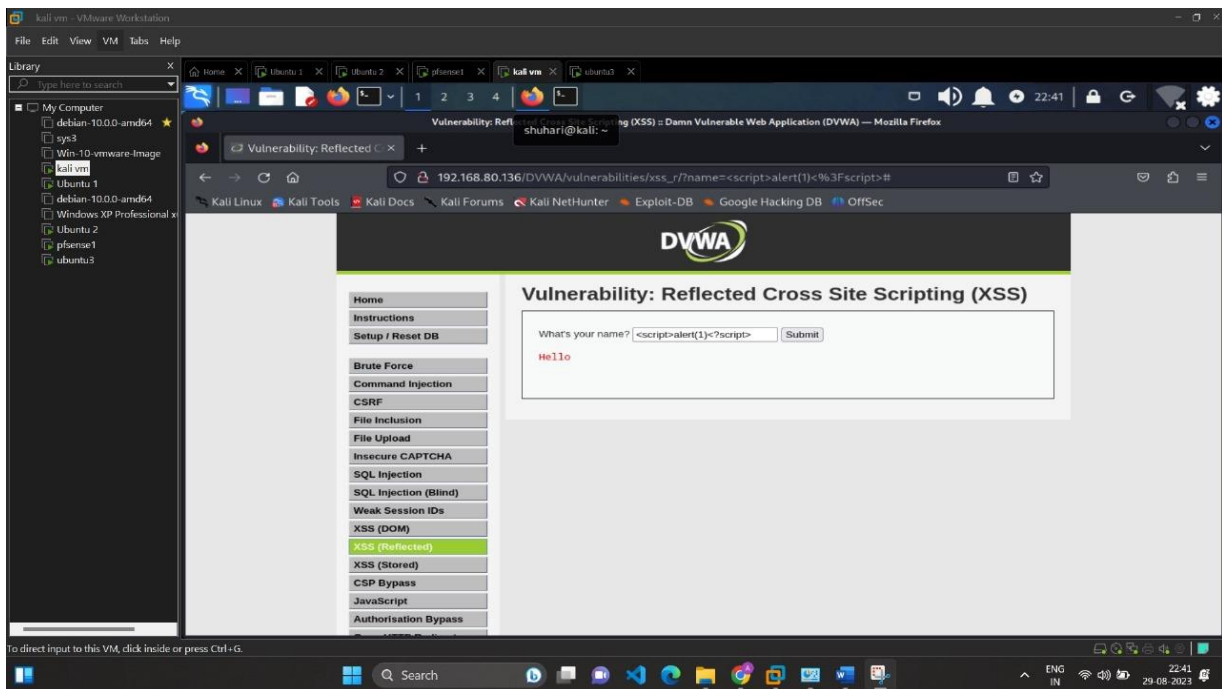 kali vm - VMware Workstation
File Edit View VM Tabs Help
Library
Type here to search
My Computer
debian-10.0.0-amd64
sys3
Win-10-vmware-Image
kali vm
Ubuntu 1
debian-10.0.0-amd64
Windows XP Professional
Ubuntu 2
pfsense1
ubuntu3
Home Ubuntu 1 Ubuntu 2 pfsense1 kali vm ubuntu3
1 2 3 4 22:41
Vulnerability: Reflected Cross Site Scripting (XSS) :: Damn Vulnerable Web Application (DVWA) — Mozilla Firefox
shuhari@kali: ~
Vulnerability: Reflected C
192.168.80.136/DVWA/vulnerabilities/xss_r/?name=<script>alert(1)<%3Fscript>#
Kali Linux Kali Tools Kali Docs Kali Forums Kali NetHunter Exploit-DB Google Hacking DB OffSec
DVWA
Home
Instructions
Setup / Reset DB
Brute Force
Command Injection
CSRF
File Inclusion
File Upload
Insecure CAPTCHA
SQL Injection
SQL Injection (Blind)
Weak Session IDs
XSS (DOM)
XSS (Reflected)
XSS (Stored)
CSP Bypass
JavaScript
Authorisation Bypass
Vulnerability: Reflected Cross Site Scripting (XSS)
What's your name? <script>alert(1)<?script> Submit
Hello
To direct input to this VM, click inside or press Ctrl+G.
Search
ENG
IN
22:41
29-08-2023